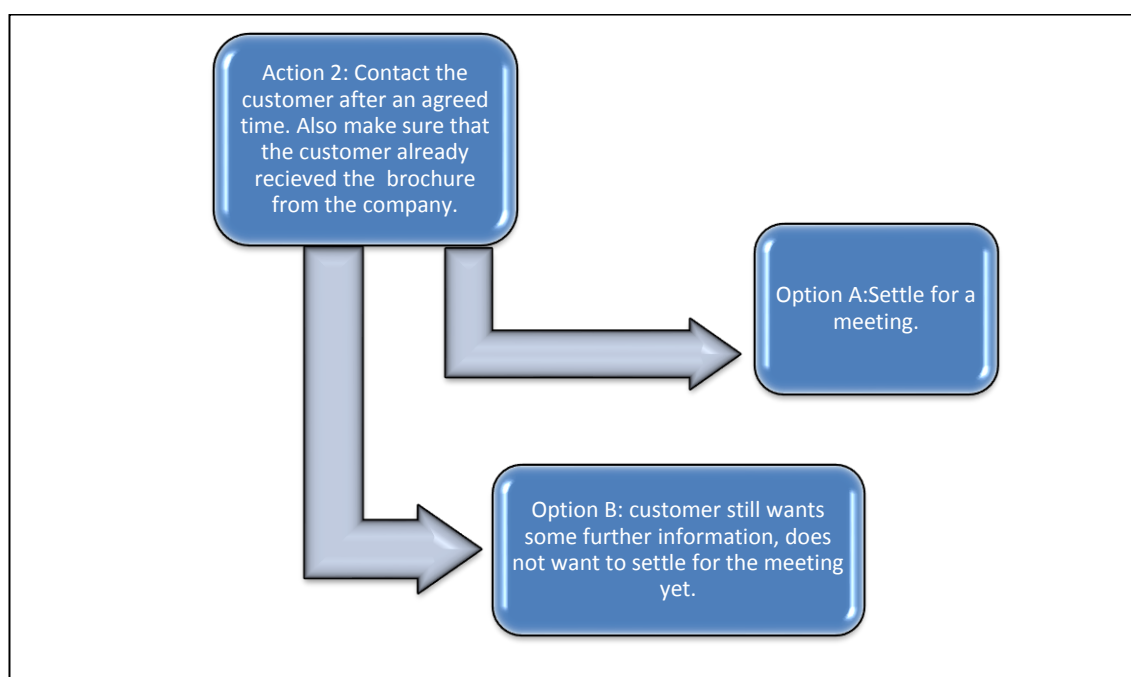 Action 2: Contact the
customer after an agreed
time. Also make sure that
the customer already
recieved the  brochure
from the company.
Option A:Settle for a
meeting.
Option B: customer still wants
some further information, does
not want to settle for the meeting
yet.